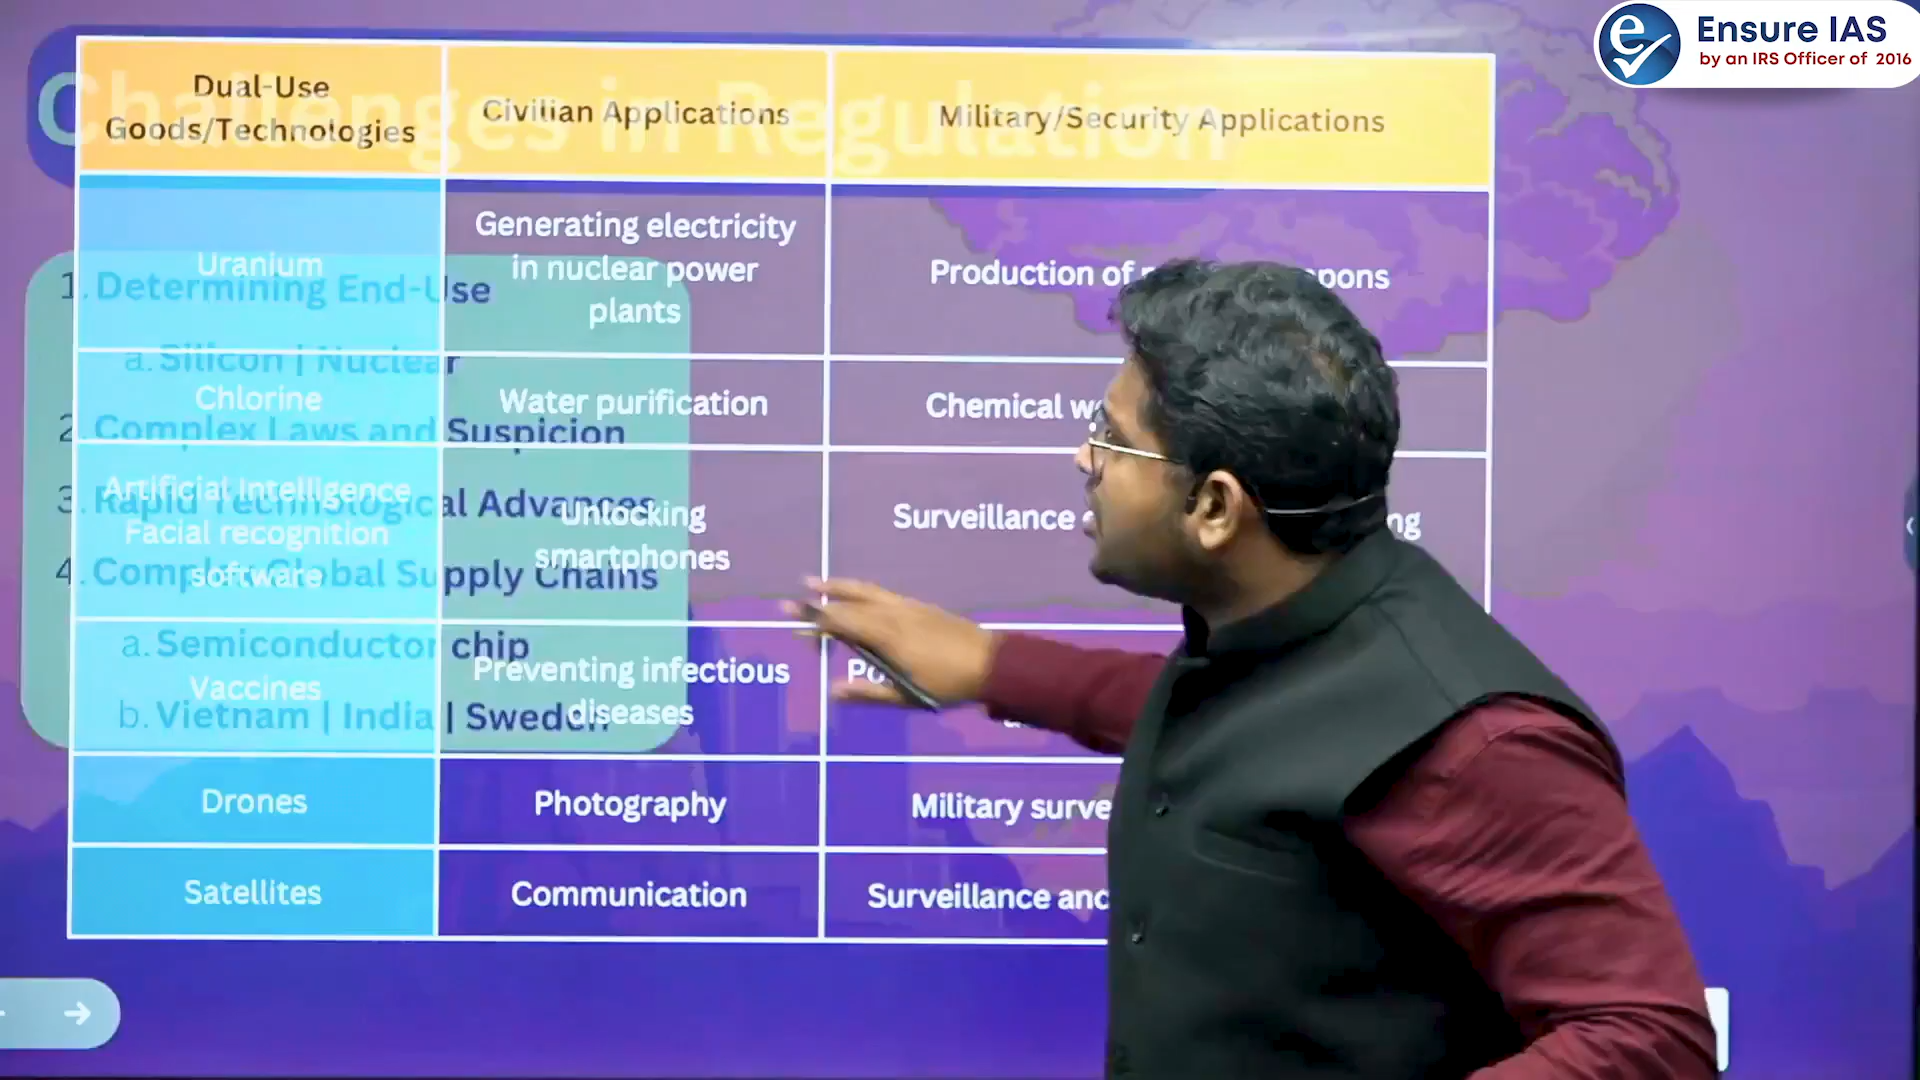 Ensure IAS
by an IRS Officer of 2016
Challenges in Regulation
Dual-Use
Goods/Technologies
Civilian Applications
Military/Security Applications
Uranium
Generating electricity
in nuclear power
plants
Production of
Chlorine
Water purification
Chemical
Artificial Intelligence
Facial recognition
software
Unlocking
smartphones
Surveillance
Vaccines
Preventing infectious
diseases
Drones
Photography
Military
Satellites
Communication
Surveillance and
1. Determining End-Use
a. Silicon | Nuclear
2. Complex Laws and Suspicion
3. Rapid Technological Advances
4. Complex Global Supply Chains
a. Semiconductor chip
b. Vietnam | India | Sweden